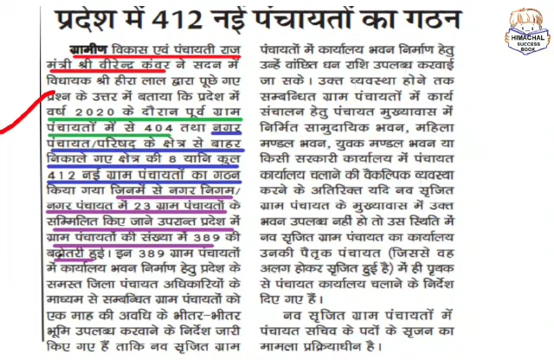 प्रदेश में 412 नई पंचायतों का गठन
ग्रामीण विकास एवं पंचायती राज
मंत्री श्री वीरेन्द्र कंवर ने सदन में
विधायक श्री हीरा लाल द्वारा पूछे गए
प्रश्न के उत्तर में बताया कि प्रदेश में
वर्ष 2020 के दौरान पूर्व ग्राम
पंचायतों में से 404 तथा नगर
पंचायत/परिषद के क्षेत्र से बाहर
निकाले गए क्षेत्र की 8 यानि कुल
412 नई ग्राम पंचायतों का गठन
किया गया जिनमें से नगर निगम/
नगर पंचायत में 23 ग्राम पंचायतों के
सम्मिलित किए जाने उपरान्त प्रदेश में
ग्राम पंचायतों की संख्या में 389 की
बढ़ोतरी हुई। इन 389 ग्राम पंचायतों
में कार्यालय भवन निर्माण हेतु प्रदेश के
समस्त जिला पंचायत अधिकारियों के
माध्यम से सम्बन्धित ग्राम पंचायतों को
एक माह की अवधि के भीतर-भीतर
भूमि उपलब्ध करवाने के निर्देश जारी
किए गए हैं ताकि नव सृजित ग्राम
पंचायतों में कार्यालय भवन निर्माण हेतु
उन्हें वांछित धन राशि उपलब्ध करवाई
जा सके। उक्त व्यवस्था होने तक
सम्बन्धित ग्राम पंचायतों में कार्य
संचालन हेतु पंचायत मुख्यावास में
निर्मित सामुदायिक भवन, महिला
मण्डल भवन, युवक मण्डल भवन या
किसी सरकारी कार्यालय में पंचायत
कार्यालय चलाने की वैकल्पिक व्यवस्था
करने के अतिरिक्त यदि नव सृजित
ग्राम पंचायत के मुख्यावास में उक्त
भवन उपलब्ध नहीं हो तो उस स्थिति में
नव सृजित ग्राम पंचायत का कार्यालय
उनकी पैतृक पंचायत (जिससे वह
अलग होकर सृजित हुई है) में ही पृथक
से पंचायत कार्यालय चलाने के निर्देश
दिए गए हैं।
नव सृजित ग्राम पंचायतों में
पंचायत सचिव के पदों के सृजन का
मामला प्रक्रियाधीन है।
HIMACHAL
SUCCESS
BOOK